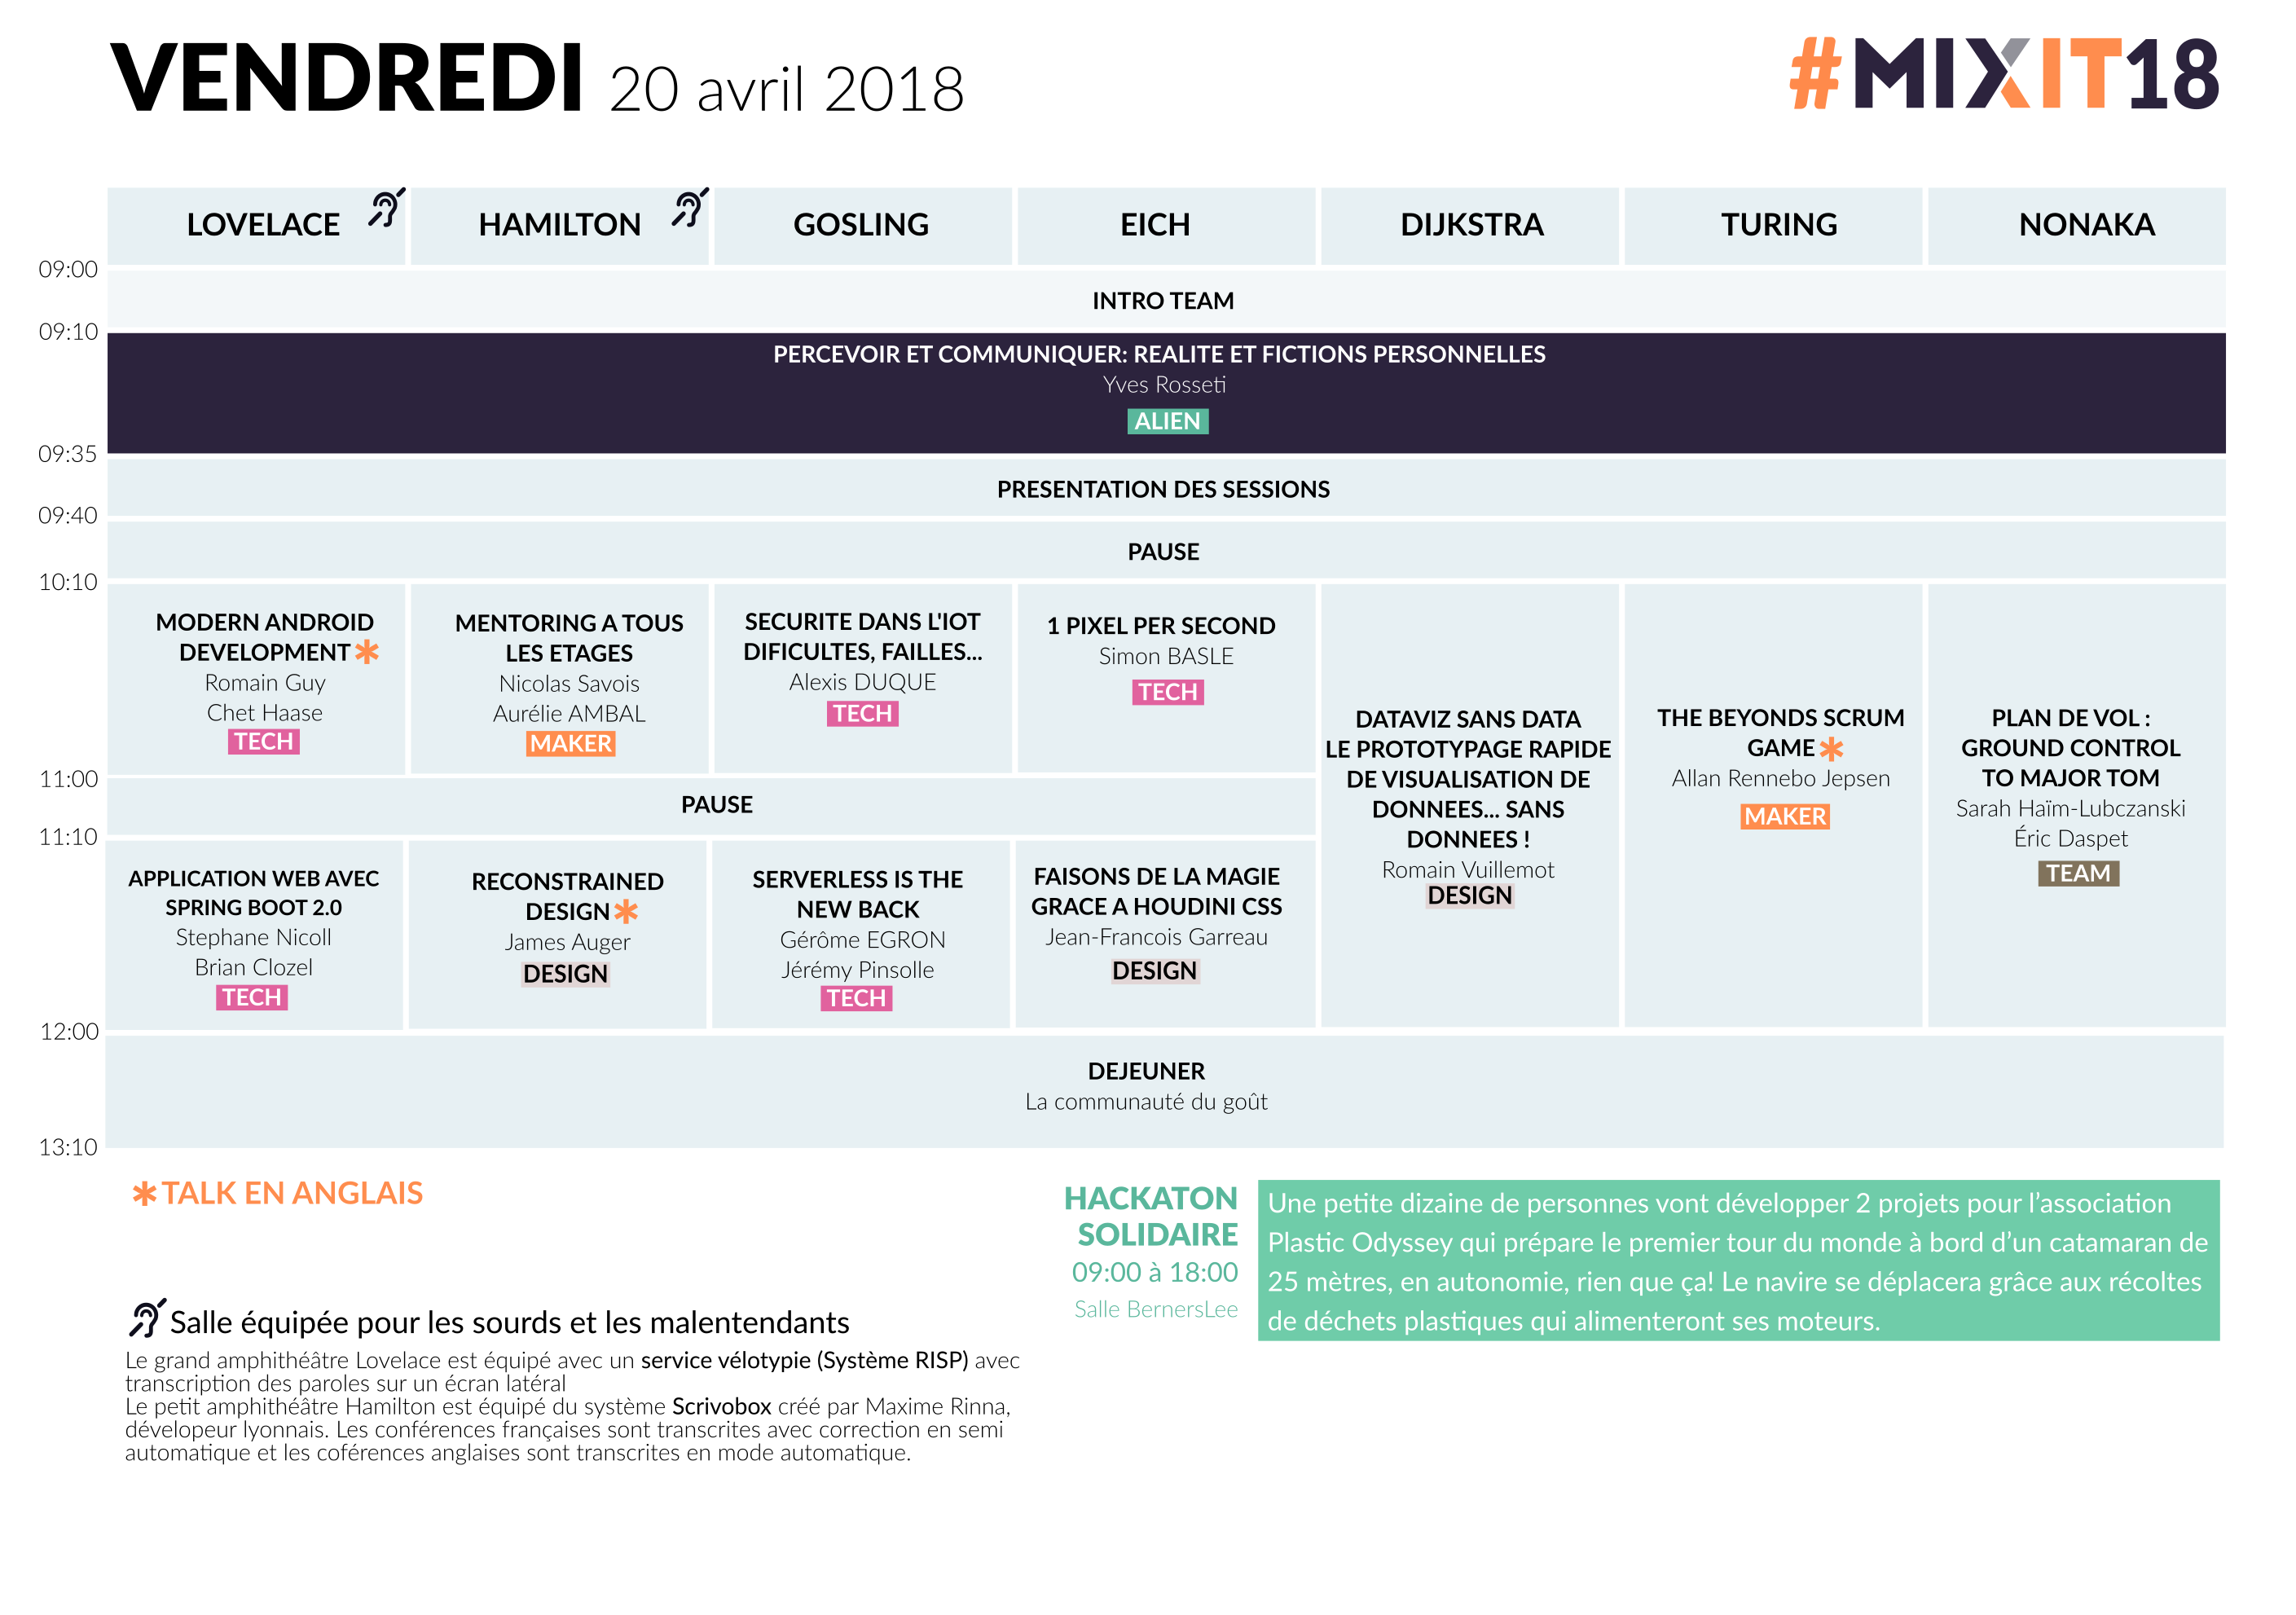 VENDREDI 20 avril 2018
#MIXIT18
LOVELACE
HAMILTON
GOSLING
EICH
DIJKSTRA
TURING
NONAKA
09:00
INTRO TEAM
09:10
PERCEVOIR ET COMMUNIQUER: REALITE ET FICTIONS PERSONNELLES
Yves Rosseti
ALIEN
09:35
PRESENTATION DES SESSIONS
09:40
PAUSE
10:10
MODERN ANDROID
DEVELOPMENT*
Romain Guy
Chet Haase
TECH
MENTORING A TOUS
LES ETAGES
Nicolas Savois
Aurélie AMBAL
MAKER
SECURITE DANS L'IOT
DIFICULTES, FAILLES...
Alexis DUQUE
TECH
1 PIXEL PER SECOND
Simon BASLE
TECH
DATAVIZ SANS DATA
LE PROTOTYPAGE RAPIDE
DE VISUALISATION DE
DONNEES... SANS
DONNEES !
Romain Vuillemot
DESIGN
THE BEYONDS SCRUM
GAME*
Allan Rennebo Jepsen
MAKER
PLAN DE VOL :
GROUND CONTROL
TO MAJOR TOM
Sarah Haïm-Lubczanski
Éric Daspet
TEAM
11:00
PAUSE
11:10
APPLICATION WEB AVEC
SPRING BOOT 2.0
Stephane Nicoll
Brian Clozel
TECH
RECONSTRAINED
DESIGN*
James Auger
DESIGN
SERVERLESS IS THE
NEW BACK
Gérôme EGRON
Jérémy Pinsolle
TECH
FAISONS DE LA MAGIE
GRACE A HOUDINI CSS
Jean-Francois Garreau
DESIGN
12:00
DEJEUNER
La communauté du goût
13:10
*TALK EN ANGLAIS
HACKATON
SOLIDAIRE
09:00 à 18:00
Salle BernersLee
Une petite dizaine de personnes vont développer 2 projets pour l’association
Plastic Odyssey qui prépare le premier tour du monde à bord d’un catamaran de
25 mètres, en autonomie, rien que ça! Le navire se déplacera grâce aux récoltes
de déchets plastiques qui alimenteront ses moteurs.
Salle équipée pour les sourds et les malentendants
Le grand amphithéâtre Lovelace est équipé avec un service vélotypie (Système RISP) avec
transcription des paroles sur un écran latéral
Le petit amphithéâtre Hamilton est équipé du système Scrivobox créé par Maxime Rinna,
dévelopeur lyonnais. Les conférences françaises sont transcrites avec correction en semi
automatique et les coférences anglaises sont transcrites en mode automatique.